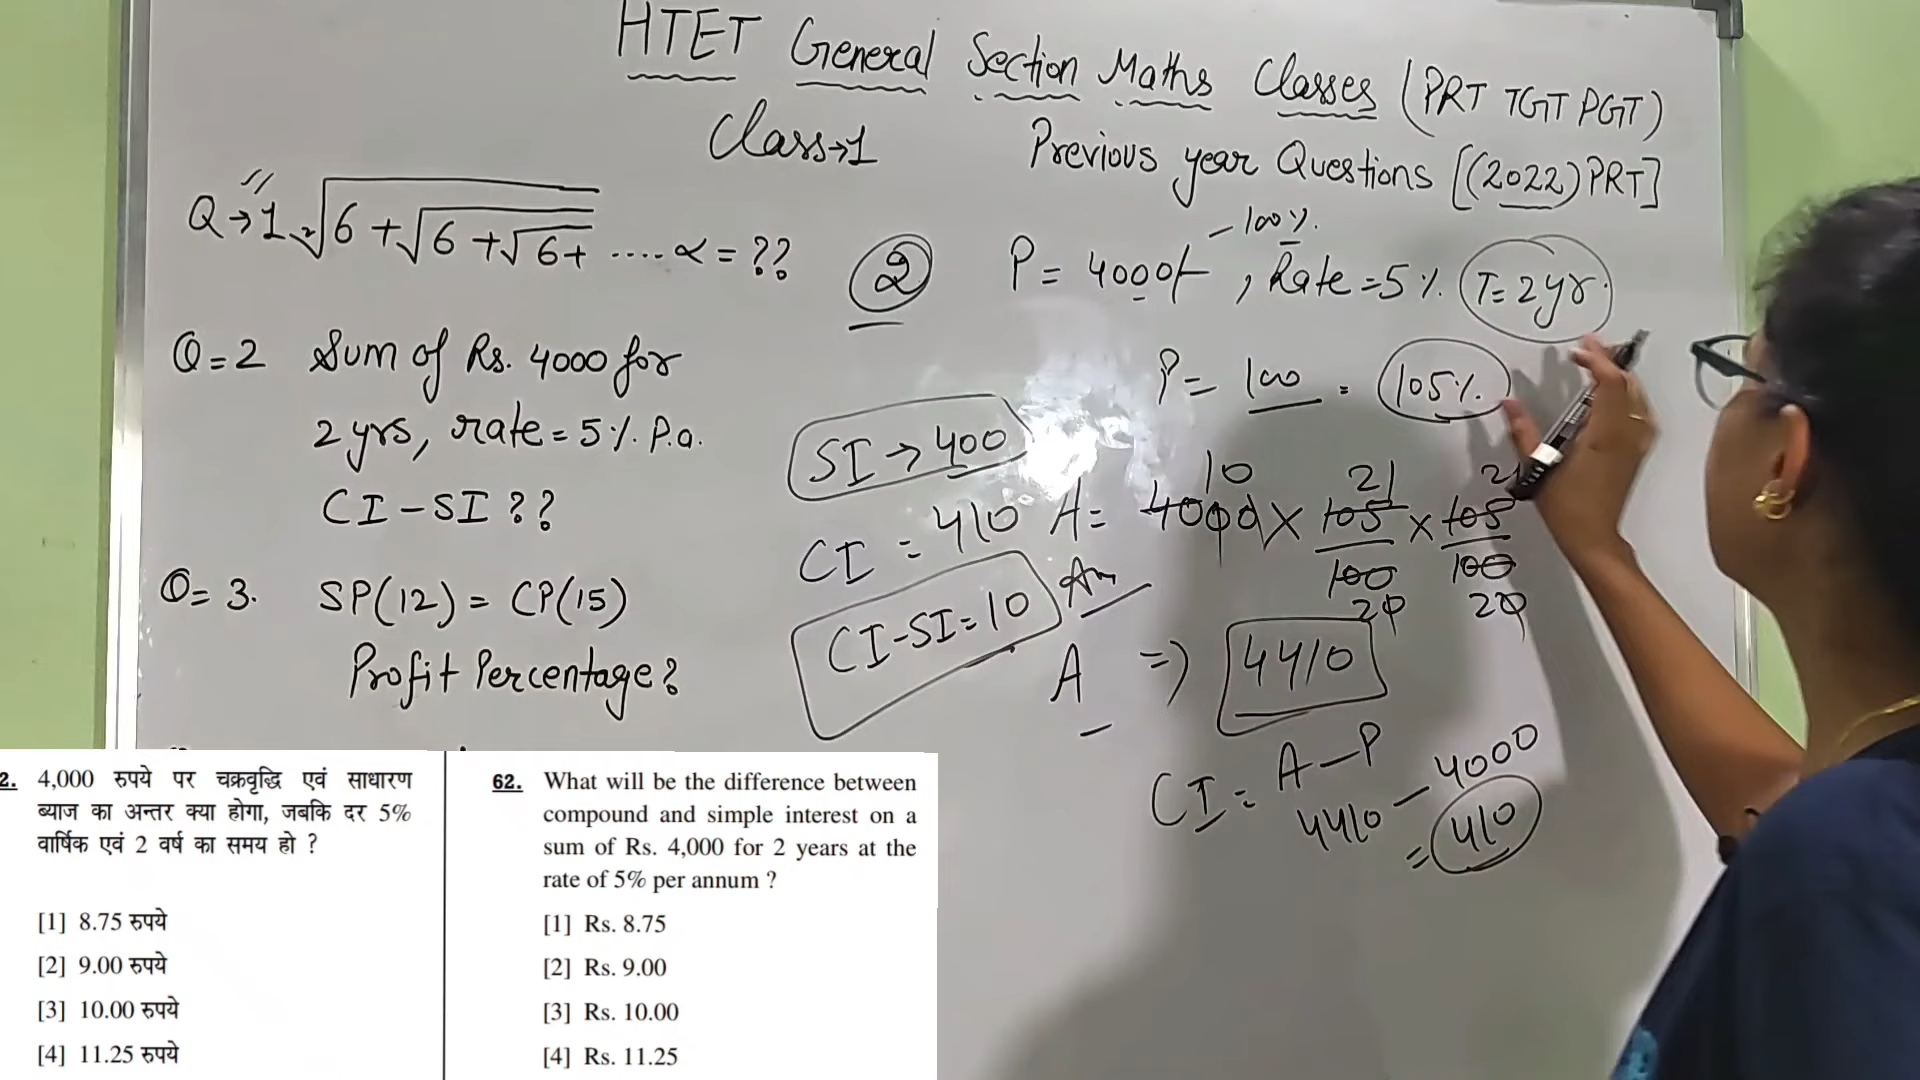 HTET General Section Maths Classes (PRT TGT PGT)
Class→1 Previous year Questions [(2022) PRT]
Q→1 √6+√6+√6+ ....∝ = ??
Q=2 Sum of Rs. 4000 for
2 yrs, rate = 5%. P.a.
CI – SI ??
Q= 3. SP(12) = CP(15)
Profit Percentage?
2
– 100%.
P = 4000/– , Rate = 5%. T= 2yr.
P = 100 = 105%
SI → 400
CI = 410
CI-SI=10 Ans
10 21 21
A = 4000 × 105/100 × 105/100
20 20
A => 4410
CI = A – P
4410 – 4000
= 410
2. 4,000 रुपये पर चक्रवृद्धि एवं साधारण
ब्याज का अन्तर क्या होगा, जबकि दर 5%
वार्षिक एवं 2 वर्ष का समय हो ?
[1] 8.75 रुपये
[2] 9.00 रुपये
[3] 10.00 रुपये
[4] 11.25 रुपये
62. What will be the difference between
compound and simple interest on a
sum of Rs. 4,000 for 2 years at the
rate of 5% per annum ?
[1] Rs. 8.75
[2] Rs. 9.00
[3] Rs. 10.00
[4] Rs. 11.25